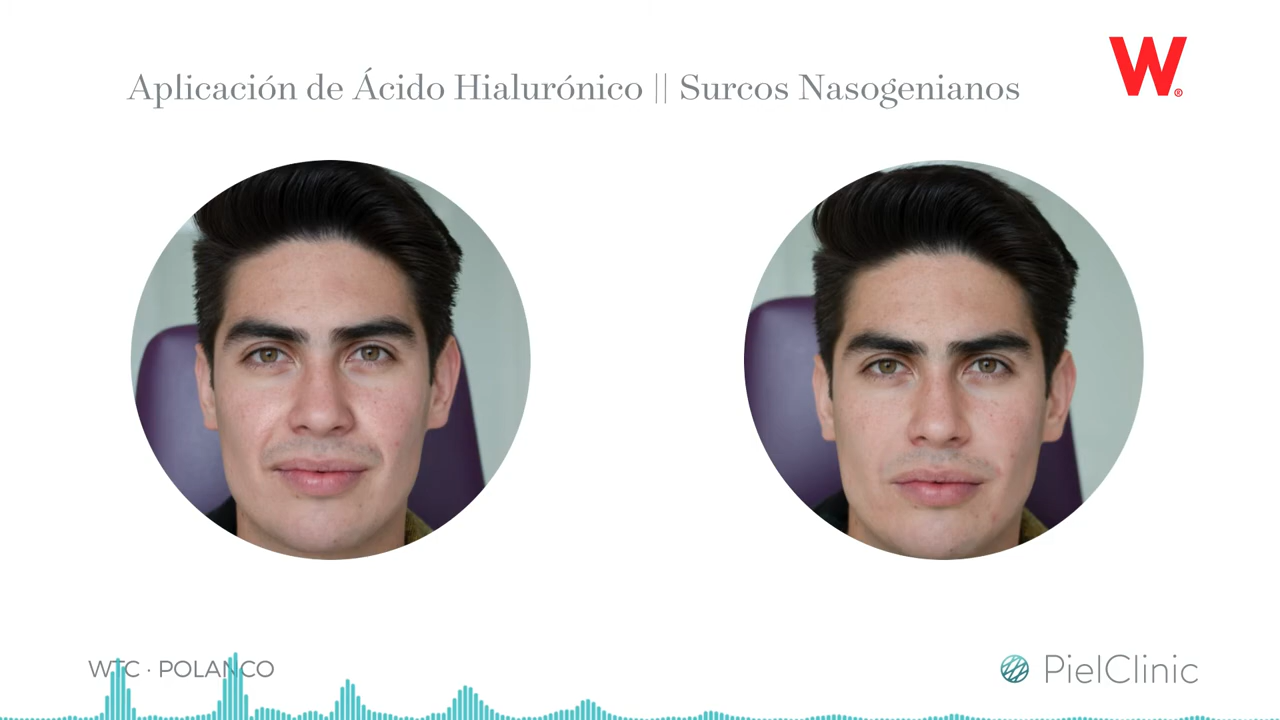 Aplicación de Ácido Hialurónico || Surcos Nasogenianos
W®
WTC · POLANCO
PielClinic